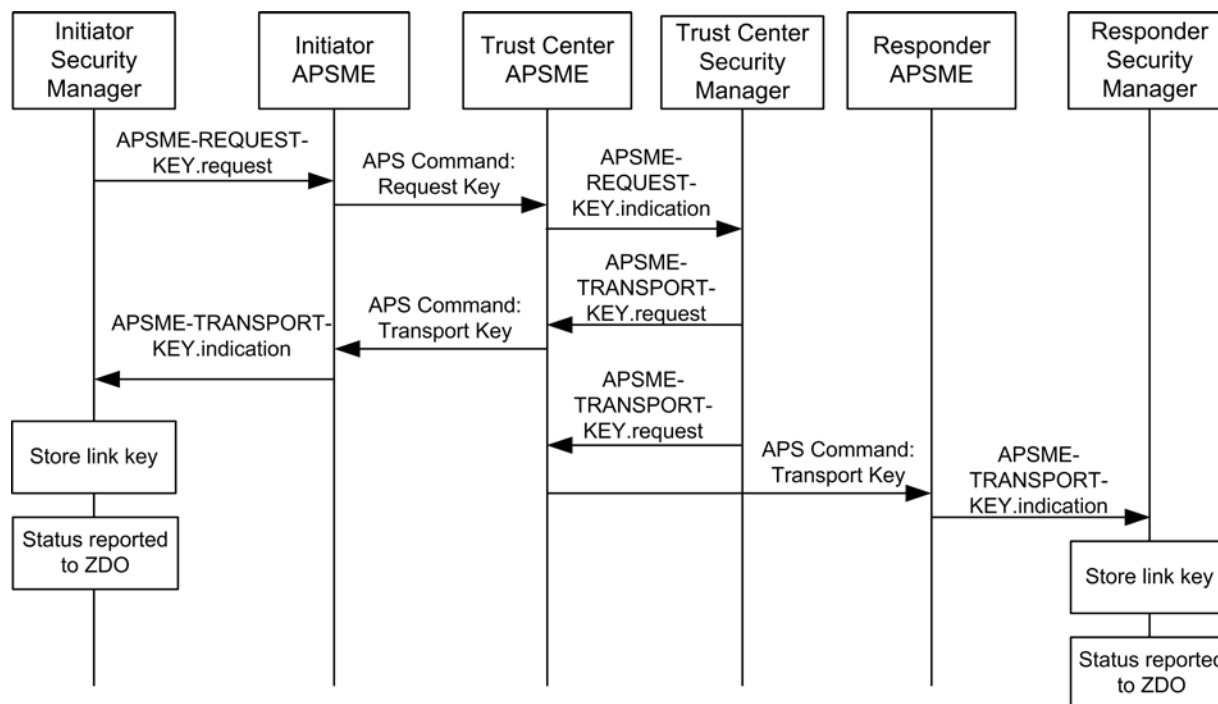 Initiator
Security
Manager
Initiator
APSME
Trust Center
APSME
Trust Center
Security
Manager
Responder
APSME
Responder
Security
Manager
APSME-REQUEST-
KEY.request
APS Command:
Request Key
APSME-
REQUEST-
KEY.indication
APSME-
TRANSPORT-
KEY.request
APS Command:
Transport Key
APSME-TRANSPORT-
KEY.indication
APSME-
TRANSPORT-
KEY.request
APS Command:
Transport Key
APSME-
TRANSPORT-
KEY.indication
Store link key
Status reported
to ZDO
Store link key
Status reported
to ZDO